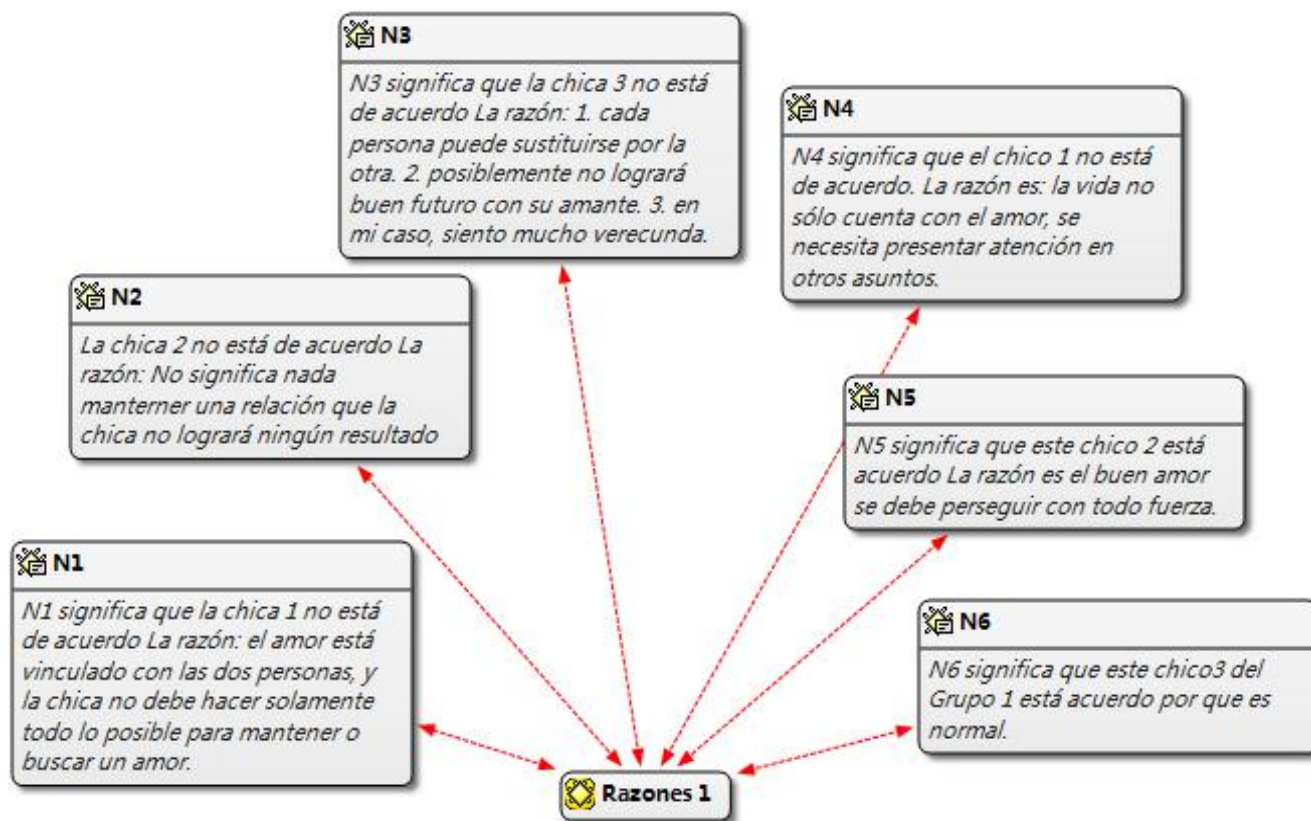 N3
N3 significa que la chica 3 no está
de acuerdo La razón: 1. cada
persona puede sustituirse por la
otra. 2. posiblemente no logrará
buen futuro con su amante. 3. en
mi caso, siento mucho verecunda.
N4
N4 significa que el chico 1 no está
de acuerdo. La razón es: la vida no
sólo cuenta con el amor, se
necesita presentar atención en
otros asuntos.
N2
La chica 2 no está de acuerdo La
razón: No significa nada
manterner una relación que la
chica no logrará ningún resultado
N5
N5 significa que este chico 2 está
acuerdo La razón es el buen amor
se debe perseguir con todo fuerza.
N1
N1 significa que la chica 1 no está
de acuerdo La razón: el amor está
vinculado con las dos personas, y
la chica no debe hacer solamente
todo lo posible para mantener o
buscar un amor.
N6
N6 significa que este chico3 del
Grupo 1 está acuerdo por que es
normal.
Razones 1